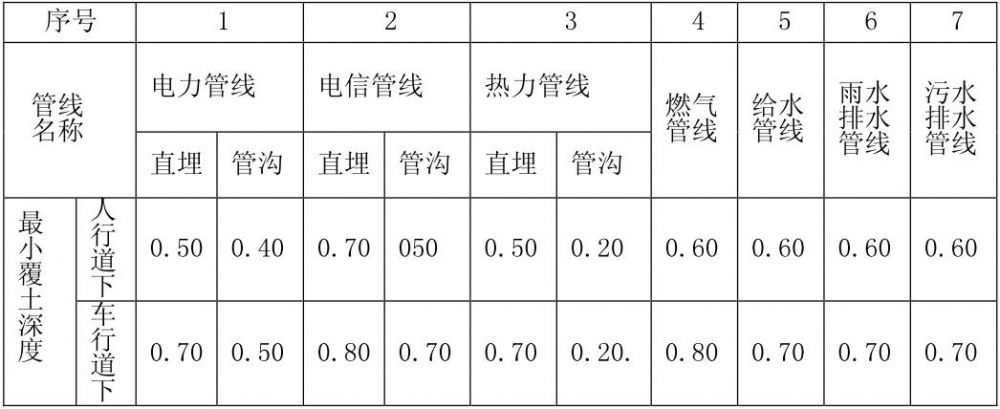 序号 1 2 3 4 5 6 7
管线名称 电力管线 电信管线 热力管线 燃气管线 给水管线 雨水排水管线 污水排水管线
直埋 管沟 直埋 管沟 直埋 管沟
最小覆土深度 人行道下 0.50 0.40 0.70 050 0.50 0.20 0.60 0.60 0.60 0.60
车行道下 0.70 0.50 0.80 0.70 0.70 0.20. 0.80 0.70 0.70 0.70